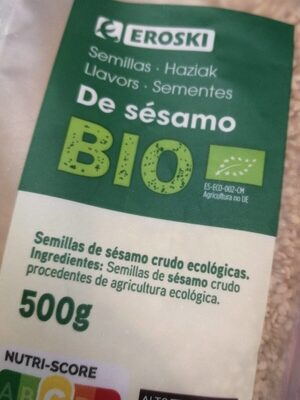 EROSKI
Semillas · Haziak
Llavors · Sementes
De sésamo
BIO
ES-ECO-002-CM
Agricultura no UE
Semillas de sésamo crudo ecológicas.
Ingredientes: Semillas de sésamo crudo
procedentes de agricultura ecológica.
500g
NUTRI-SCORE